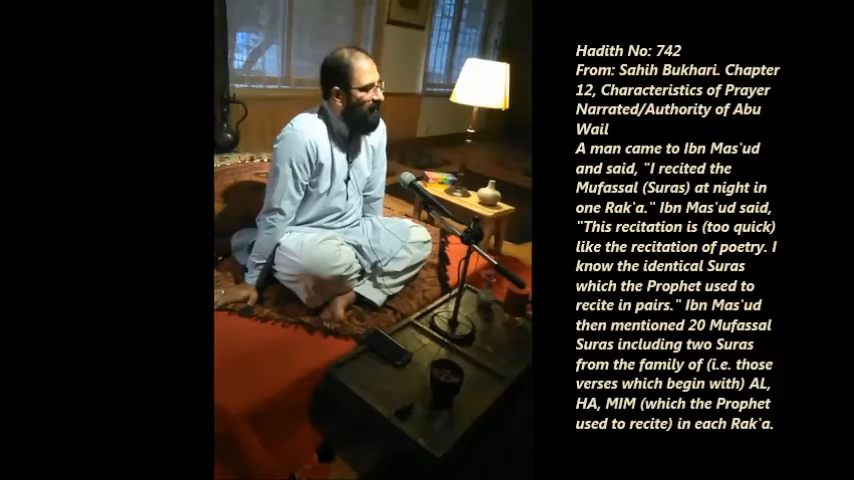 Hadith No: 742
From: Sahih Bukhari. Chapter
12, Characteristics of Prayer
Narrated/Authority of Abu
Wail
A man came to Ibn Mas'ud
and said, "I recited the
Mufassal (Suras) at night in
one Rak'a." Ibn Mas'ud said,
"This recitation is (too quick)
like the recitation of poetry. I
know the identical Suras
which the Prophet used to
recite in pairs." Ibn Mas'ud
then mentioned 20 Mufassal
Suras including two Suras
from the family of (i.e. those
verses which begin with) AL,
HA, MIM (which the Prophet
used to recite) in each Rak'a.